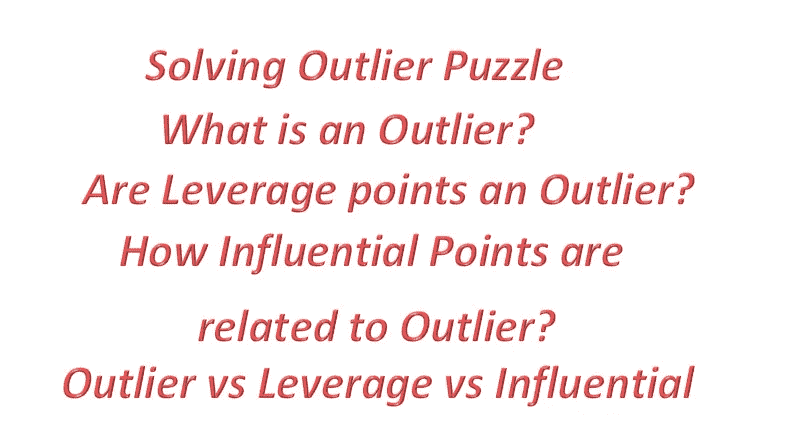 Solving Outlier Puzzle
What is an Outlier?
Are Leverage points an Outlier?
How Influential Points are
related to Outlier?
Outlier vs Leverage vs Influential